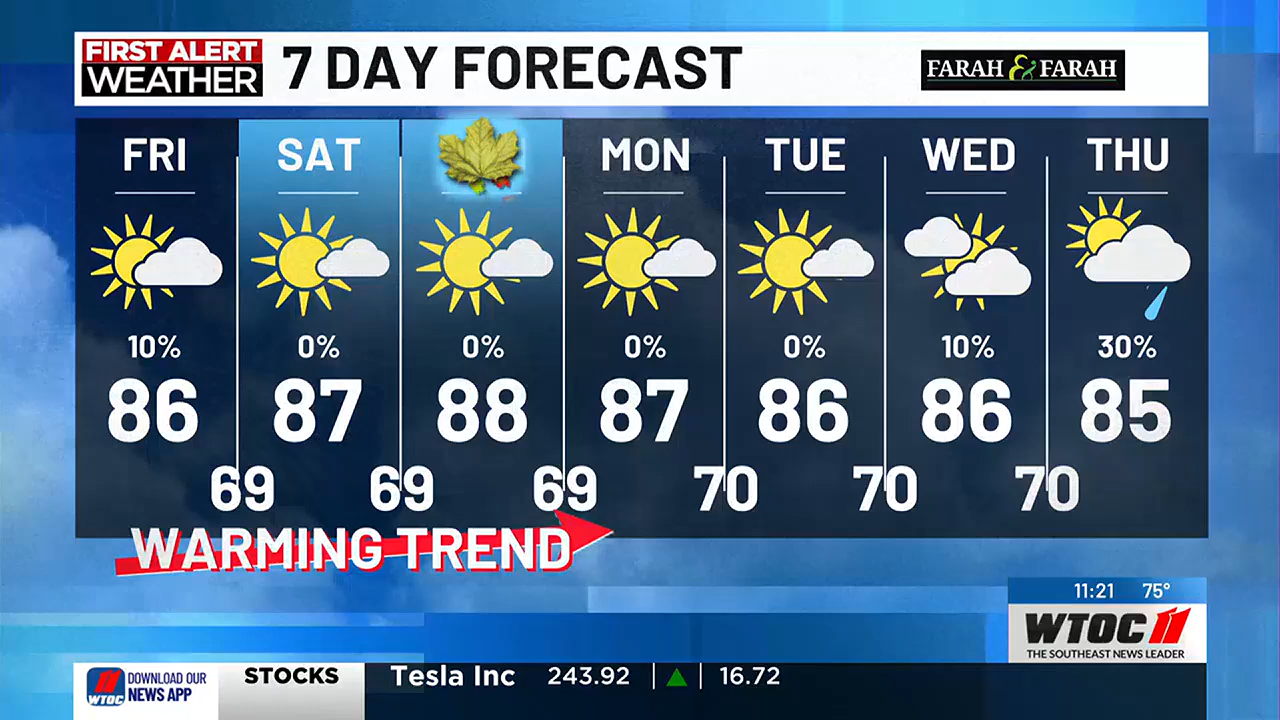 FIRST ALERT
WEATHER
7 DAY FORECAST
FARAH & FARAH
FRI
SAT
MON
TUE
WED
THU
10%
0%
0%
0%
0%
10%
30%
86
87
88
87
86
86
85
69
69
69
70
70
70
WARMING TREND
11:21 75°
WTOC 11
THE SOUTHEAST NEWS LEADER
11
WTOC
DOWNLOAD OUR
NEWS APP
STOCKS
Tesla Inc 243.92 ▲ 16.72